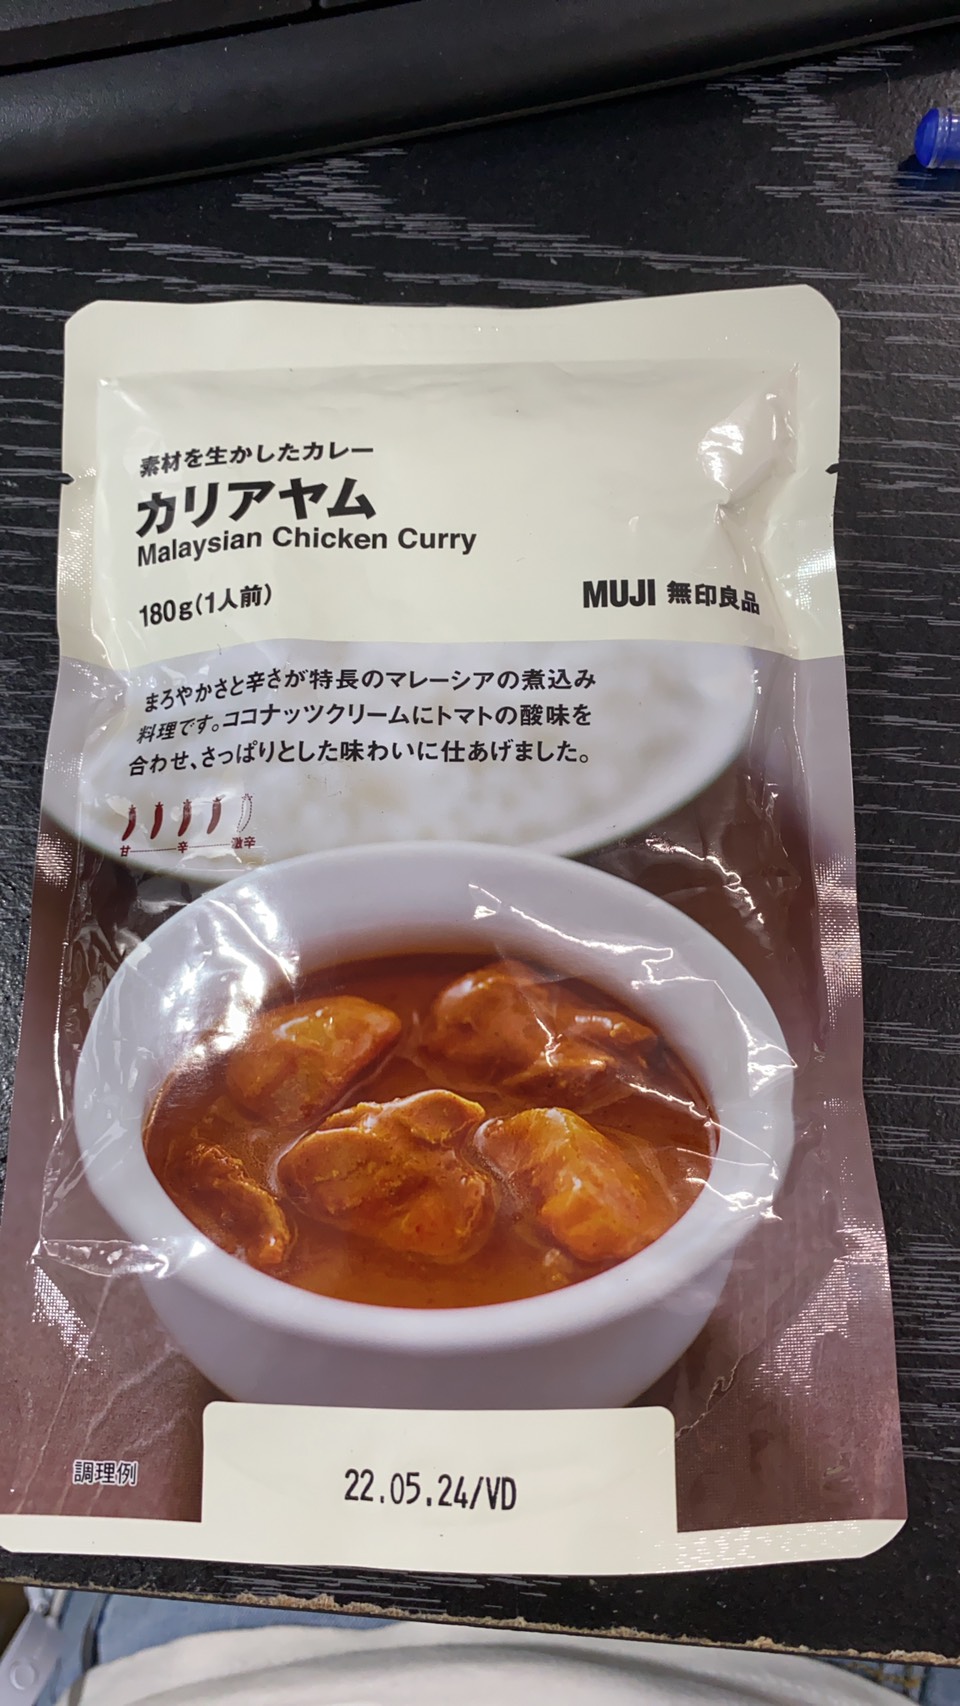 素材を生かしたカレー
カリアヤム
Malaysian Chicken Curry
180g(1人前)
MUJI 無印良品
まろやかさと辛さが特長のマレーシアの煮込み
料理です。ココナッツクリームにトマトの酸味を
合わせ、さっぱりとした味わいに仕あげました。
甘 辛 激辛
調理例
22.05.24/VD